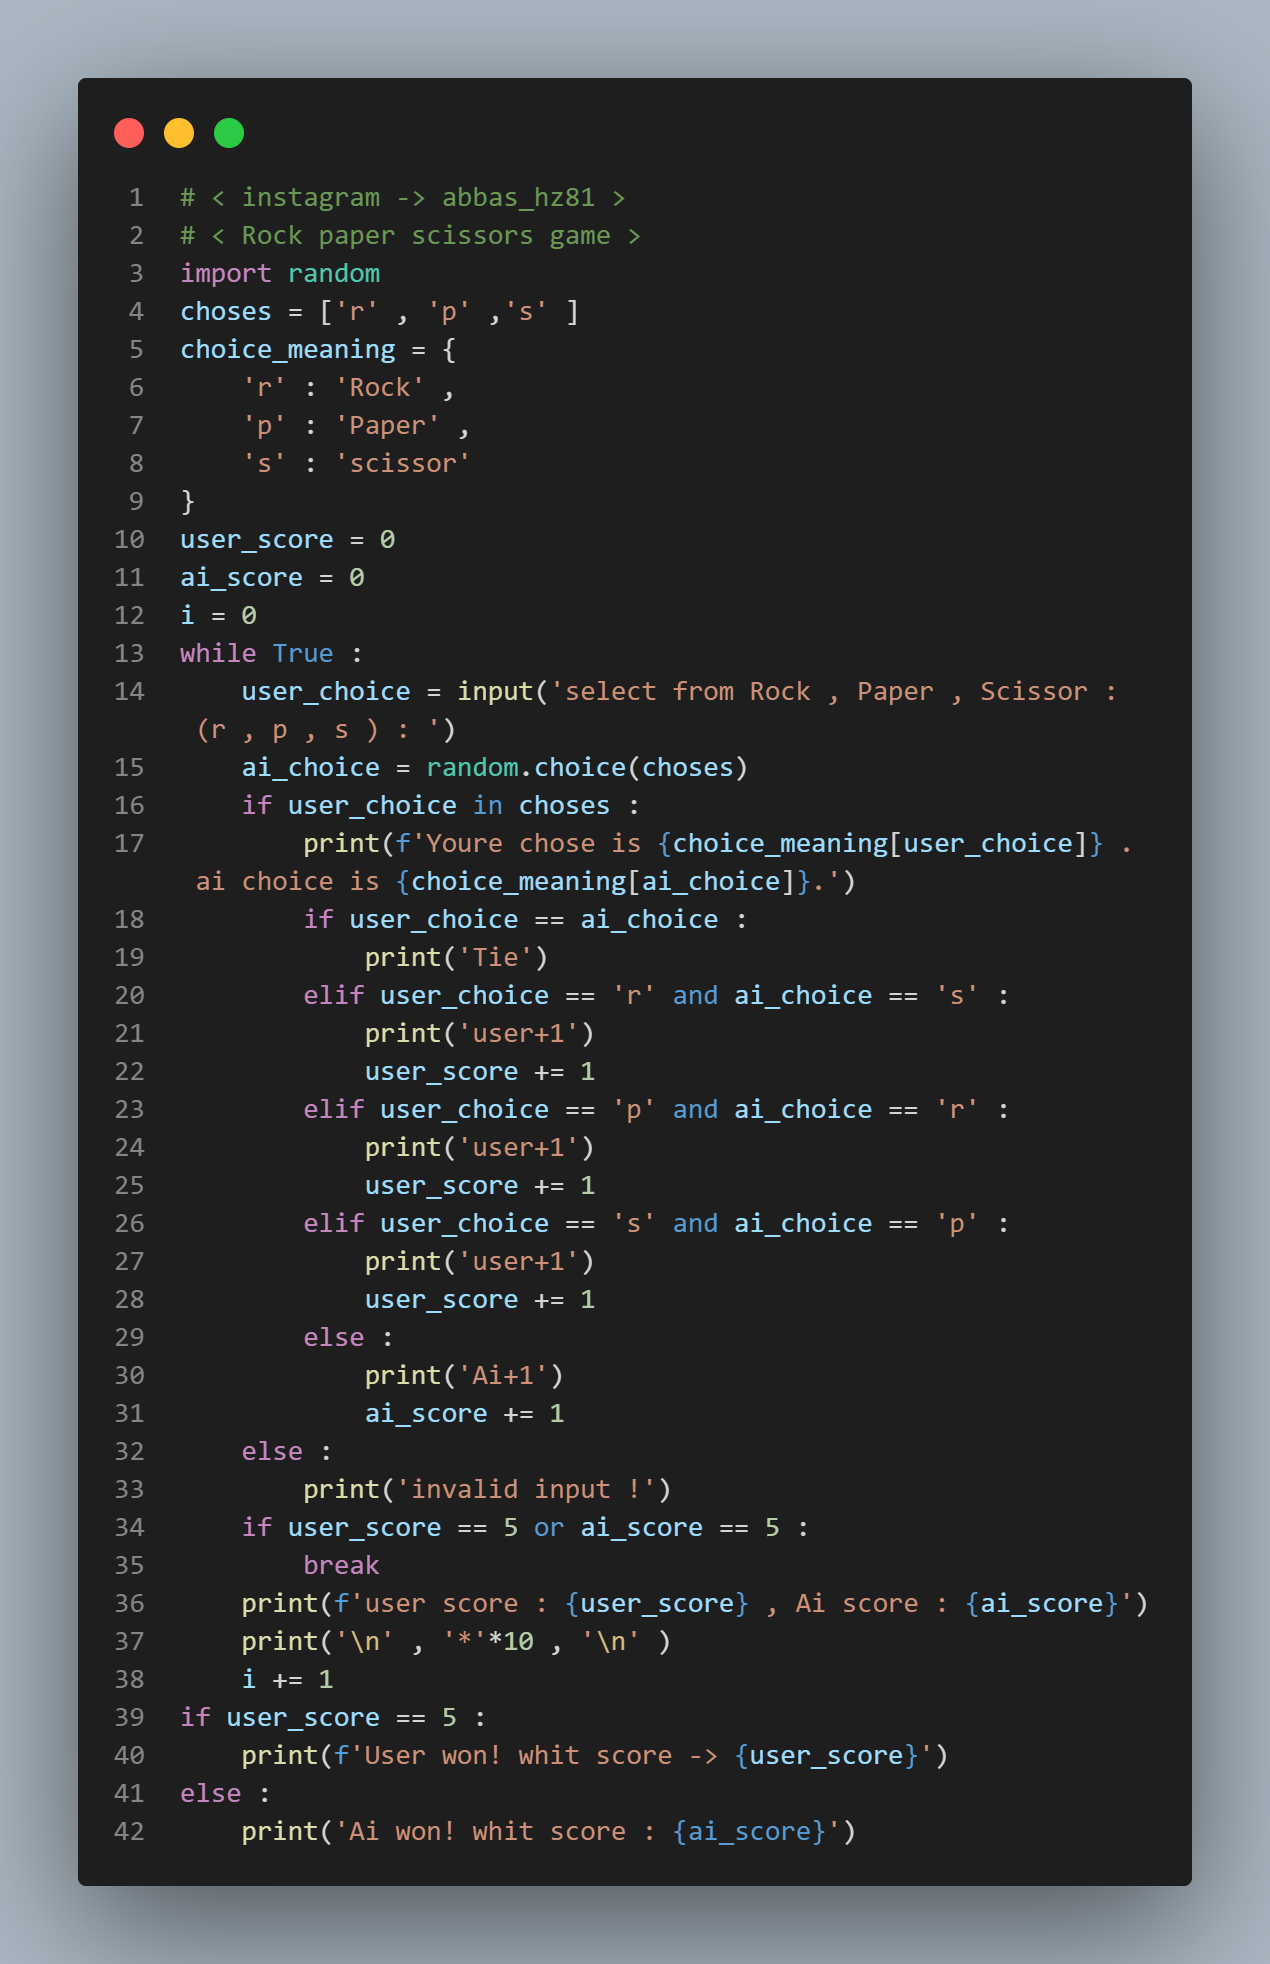 1 # < instagram -> abbas_hz81 >
2 # < Rock paper scissors game >
3 import random
4 choses = ['r' , 'p' ,'s' ]
5 choice_meaning = {
6     'r' : 'Rock' ,
7     'p' : 'Paper' ,
8     's' : 'scissor'
9 }
10 user_score = 0
11 ai_score = 0
12 i = 0
13 while True :
14     user_choice = input('select from Rock , Paper , Scissor :
 (r , p , s ) : ')
15     ai_choice = random.choice(choses)
16     if user_choice in choses :
17         print(f'Youre chose is {choice_meaning[user_choice]} .
 ai choice is {choice_meaning[ai_choice]}.')
18         if user_choice == ai_choice :
19             print('Tie')
20         elif user_choice == 'r' and ai_choice == 's' :
21             print('user+1')
22             user_score += 1
23         elif user_choice == 'p' and ai_choice == 'r' :
24             print('user+1')
25             user_score += 1
26         elif user_choice == 's' and ai_choice == 'p' :
27             print('user+1')
28             user_score += 1
29         else :
30             print('Ai+1')
31             ai_score += 1
32     else :
33         print('invalid input !')
34     if user_score == 5 or ai_score == 5 :
35         break
36     print(f'user score : {user_score} , Ai score : {ai_score}')
37     print('\n' , '*'*10 , '\n' )
38     i += 1
39 if user_score == 5 :
40     print(f'User won! whit score -> {user_score}')
41 else :
42     print('Ai won! whit score : {ai_score}')